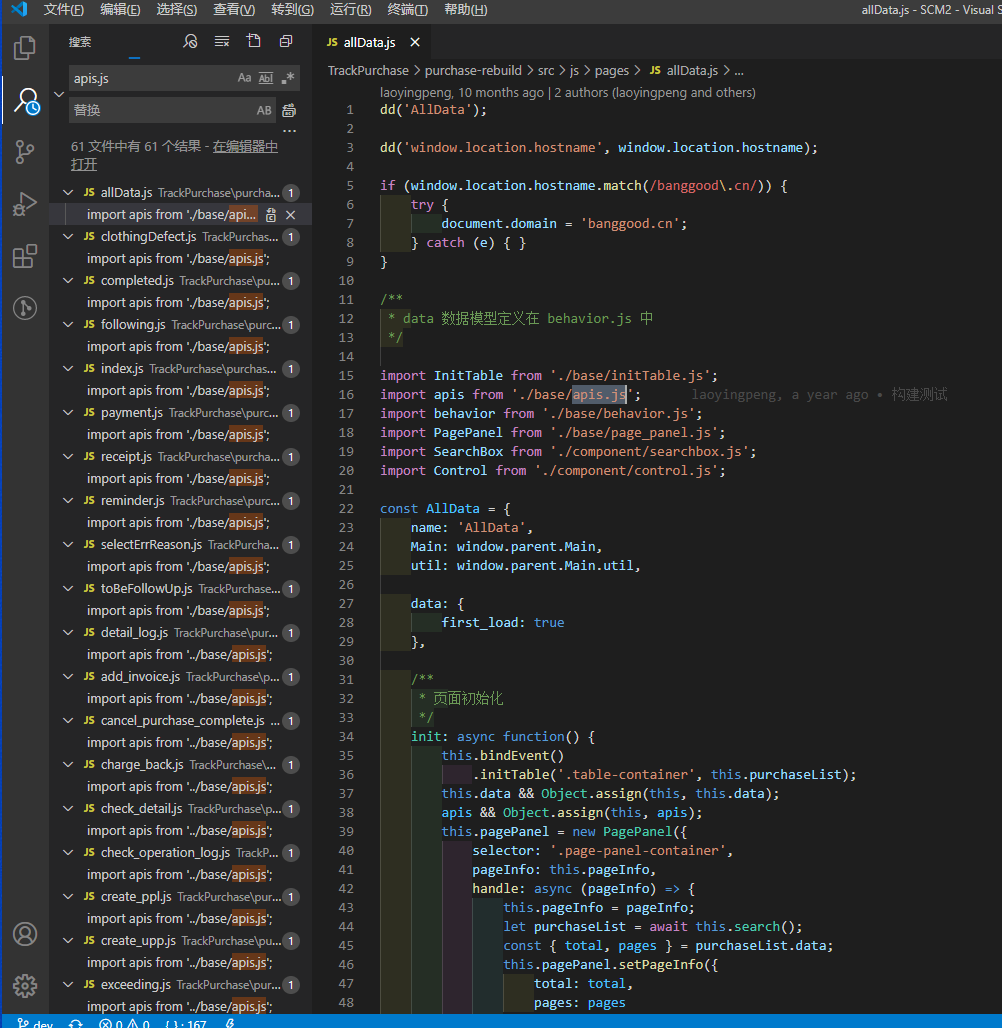 文件(F) 编辑(E) 选择(S) 查看(V) 转到(G) 运行(R) 终端(T) 帮助(H) allData.js - SCM2 - Visual S
搜索
apis.js Aa Ab| .*
替换 AB
61 文件中有 61 个结果 - 在编辑器中
打开
JS allData.js TrackPurchase\purcha... 1
import apis from './base/api...
JS clothingDefect.js TrackPurchas... 1
import apis from './base/apis.js';
JS completed.js TrackPurchase\pu... 1
import apis from './base/apis.js';
JS following.js TrackPurchase\purc... 1
import apis from './base/apis.js';
JS index.js TrackPurchase\purchas... 1
import apis from './base/apis.js';
JS payment.js TrackPurchase\pur... 1
import apis from './base/apis.js';
JS receipt.js TrackPurchase\purch... 1
import apis from './base/apis.js';
JS reminder.js TrackPurchase\pur... 1
import apis from './base/apis.js';
JS selectErrReason.js TrackPurcha... 1
import apis from './base/apis.js';
JS toBeFollowUp.js TrackPurchase... 1
import apis from './base/apis.js';
JS detail_log.js TrackPurchase\pur... 1
import apis from '../base/apis.js';
JS add_invoice.js TrackPurchase\p... 1
import apis from '../base/apis.js';
JS cancel_purchase_complete.js ... 1
import apis from '../base/apis.js';
JS charge_back.js TrackPurchase\... 1
import apis from '../base/apis.js';
JS check_detail.js TrackPurchase\p... 1
import apis from '../base/apis.js';
JS check_operation_log.js TrackP... 1
import apis from '../base/apis.js';
JS create_ppl.js TrackPurchase\pu... 1
import apis from '../base/apis.js';
JS create_upp.js TrackPurchase\p... 1
import apis from '../base/apis.js';
JS exceeding.js TrackPurchase\pur... 1
import apis from '../base/apis.js';
JS allData.js
TrackPurchase > purchase-rebuild > src > js > pages > JS allData.js > ...
laoyingpeng, 10 months ago | 2 authors (laoyingpeng and others)
1 dd('AllData');
2
3 dd('window.location.hostname', window.location.hostname);
4
5 if (window.location.hostname.match(/banggood\.cn/)) {
6 try {
7 document.domain = 'banggood.cn';
8 } catch (e) { }
9 }
10
11 /**
12 * data 数据模型定义在 behavior.js 中
13 */
14
15 import InitTable from './base/initTable.js';
16 import apis from './base/apis.js'; laoyingpeng, a year ago • 构建测试
17 import behavior from './base/behavior.js';
18 import PagePanel from './base/page_panel.js';
19 import SearchBox from './component/searchbox.js';
20 import Control from './component/control.js';
21
22 const AllData = {
23 name: 'AllData',
24 Main: window.parent.Main,
25 util: window.parent.Main.util,
26
27 data: {
28 first_load: true
29 },
30
31 /**
32 * 页面初始化
33 */
34 init: async function() {
35 this.bindEvent()
36 .initTable('.table-container', this.purchaseList);
37 this.data && Object.assign(this, this.data);
38 apis && Object.assign(this, apis);
39 this.pagePanel = new PagePanel({
40 selector: '.page-panel-container',
41 pageInfo: this.pageInfo,
42 handle: async (pageInfo) => {
43 this.pageInfo = pageInfo;
44 let purchaseList = await this.search();
45 const { total, pages } = purchaseList.data;
46 this.pagePanel.setPageInfo({
47 total: total,
48 pages: pages
dev 0 0 { } : 167